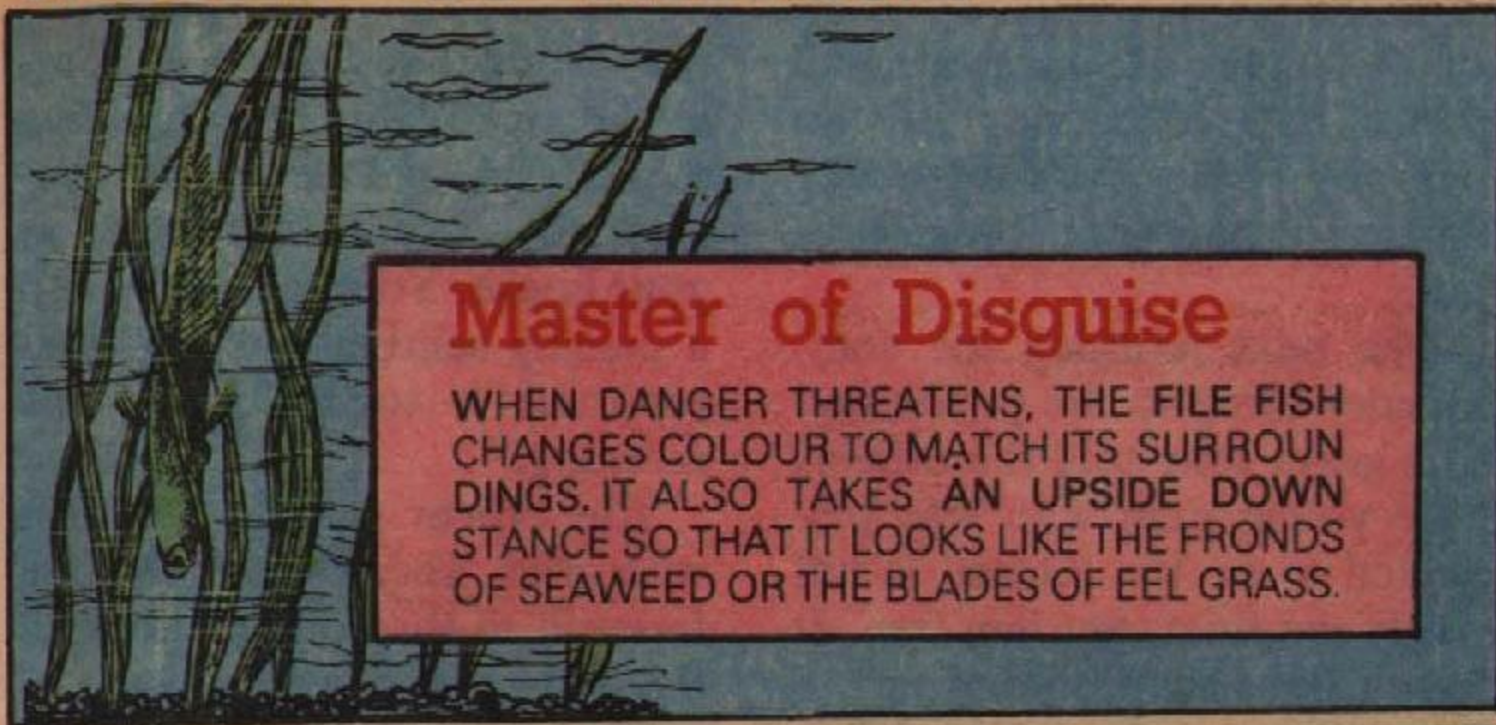 Master of Disguise
WHEN DANGER THREATENS, THE FILE FISH
CHANGES COLOUR TO MATCH ITS SURROUN
DINGS. IT ALSO TAKES AN UPSIDE DOWN
STANCE SO THAT IT LOOKS LIKE THE FRONDS
OF SEAWEED OR THE BLADES OF EEL GRASS.